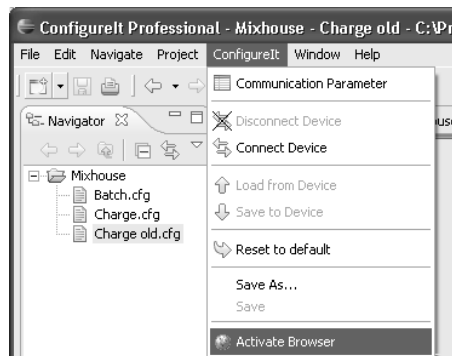 ConfigureIt Professional - Mixhouse - Charge old - C:\Pr
File Edit Navigate Project ConfigureIt Window Help
Communication Parameter
Navigator
Disconnect Device
Connect Device
Mixhouse
Load from Device
Batch.cfg
Charge.cfg
Save to Device
Charge old.cfg
Reset to default
Save As...
Save
Activate Browser